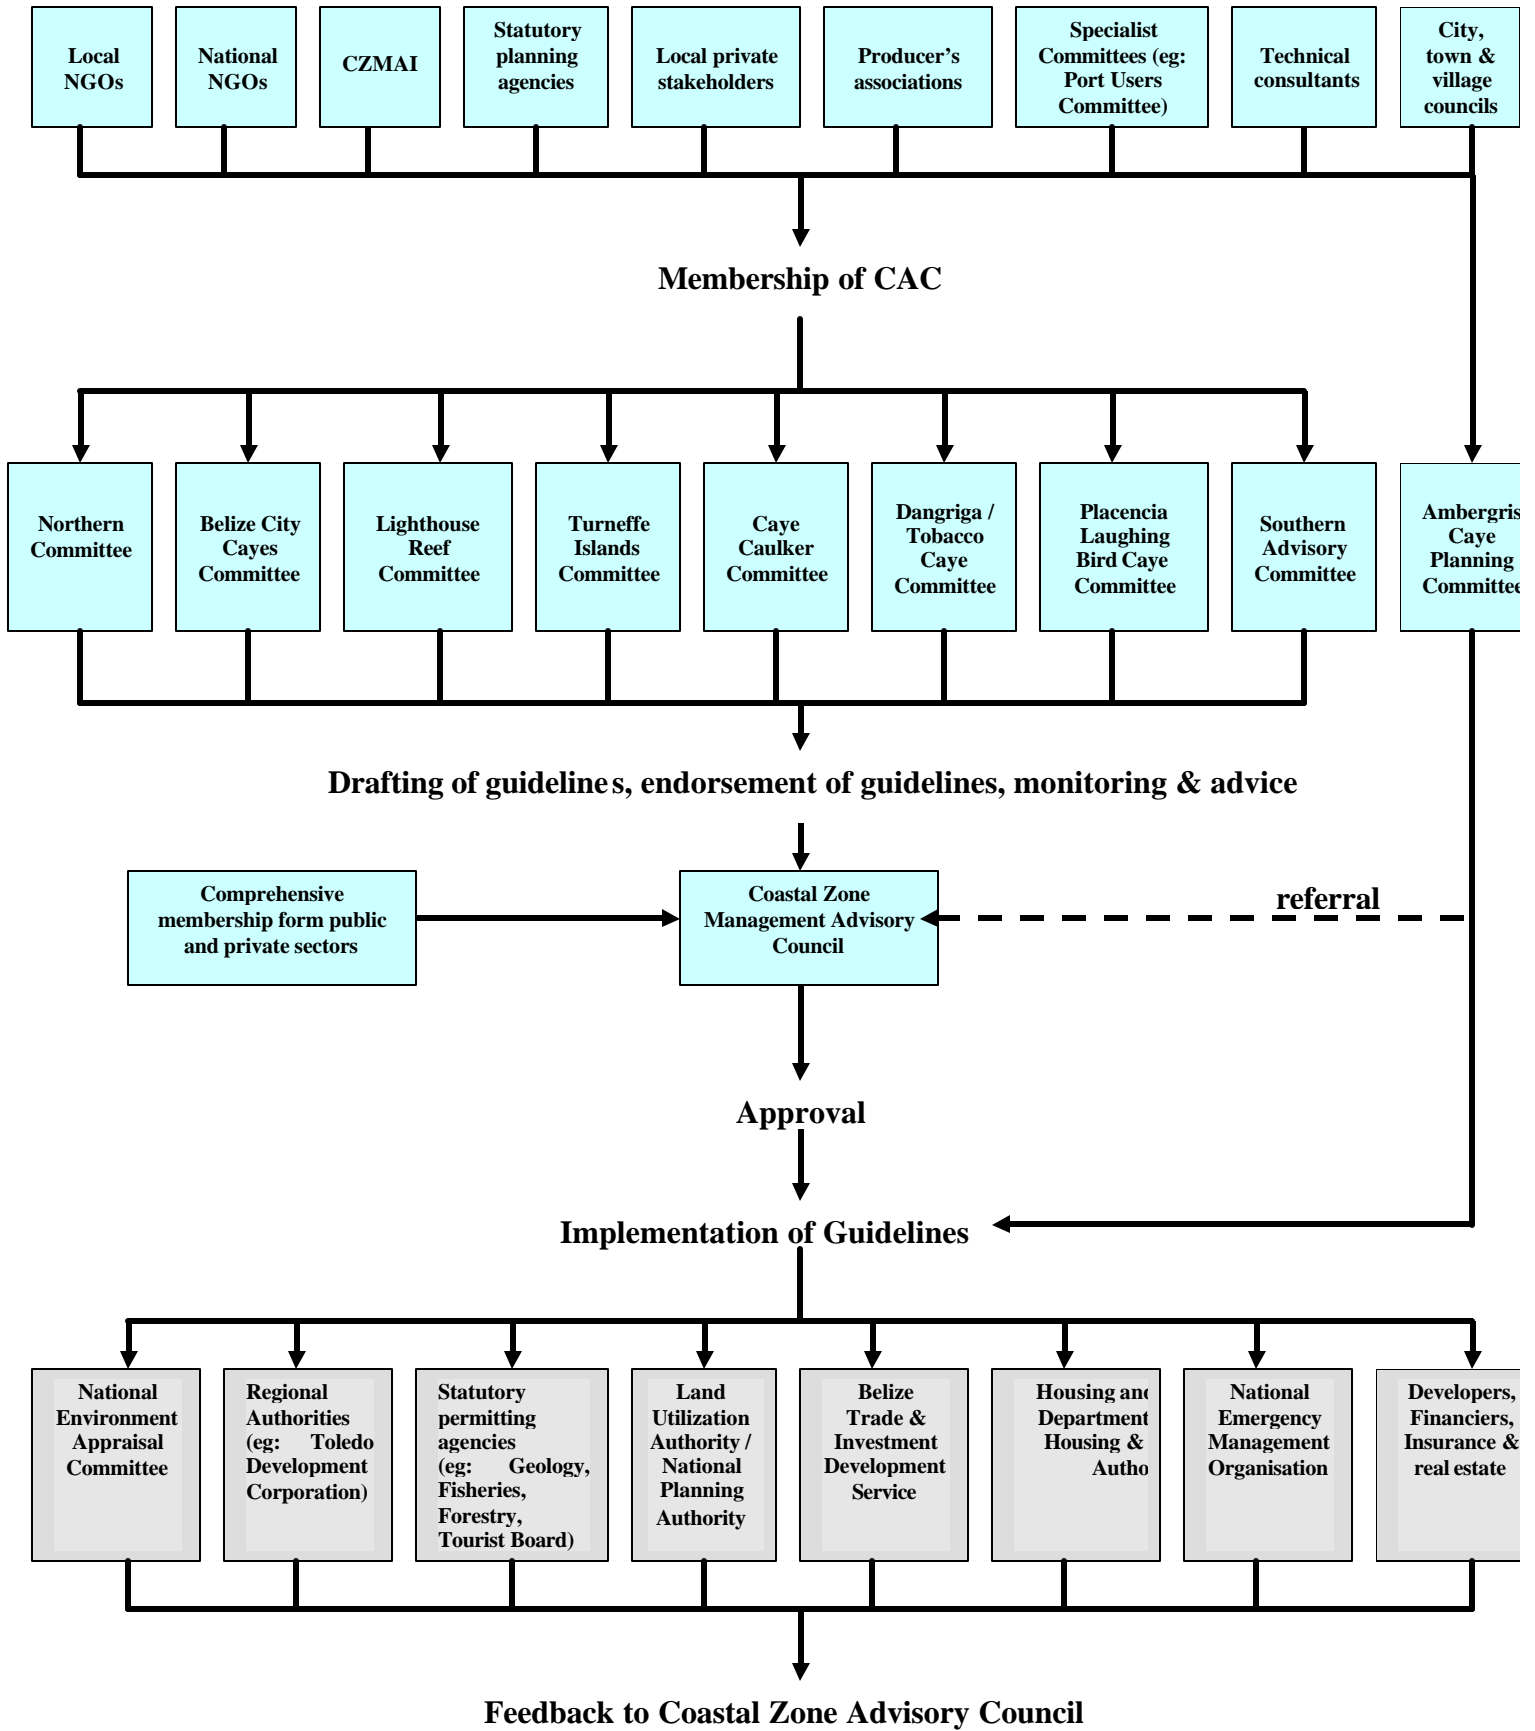 Local
NGOs
National
NGOs
CZMAI
Statutory
planning
agencies
Local private
stakeholders
Producer's
associations
Specialist
Committees (eg:
Port Users
Committee)
Technical
consultants
City,
town &
village
councils
Membership of CAC
Northern
Committee
Belize City
Cayes
Committee
Lighthouse
Reef
Committee
Turneffe
Islands
Committee
Caye
Caulker
Committee
Dangriga /
Tobacco
Caye
Committee
Placencia
Laughing
Bird Caye
Committee
Southern
Advisory
Committee
Ambergris
Caye
Planning
Committee
Drafting of guidelines, endorsement of guidelines, monitoring & advice
Comprehensive
membership form public
and private sectors
Coastal Zone
Management Advisory
Council
referral
Approval
Implementation of Guidelines
National
Environment
Appraisal
Committee
Regional
Authorities
(eg: Toledo
Development
Corporation)
Statutory
permitting
agencies
(eg: Geology,
Fisheries,
Forestry,
Tourist Board)
Land
Utilization
Authority /
National
Planning
Authority
Belize
Trade &
Investment
Development
Service
Housing and
Department
Housing &
Autho
National
Emergency
Management
Organisation
Developers,
Financiers,
Insurance &
real estate
Feedback to Coastal Zone Advisory Council